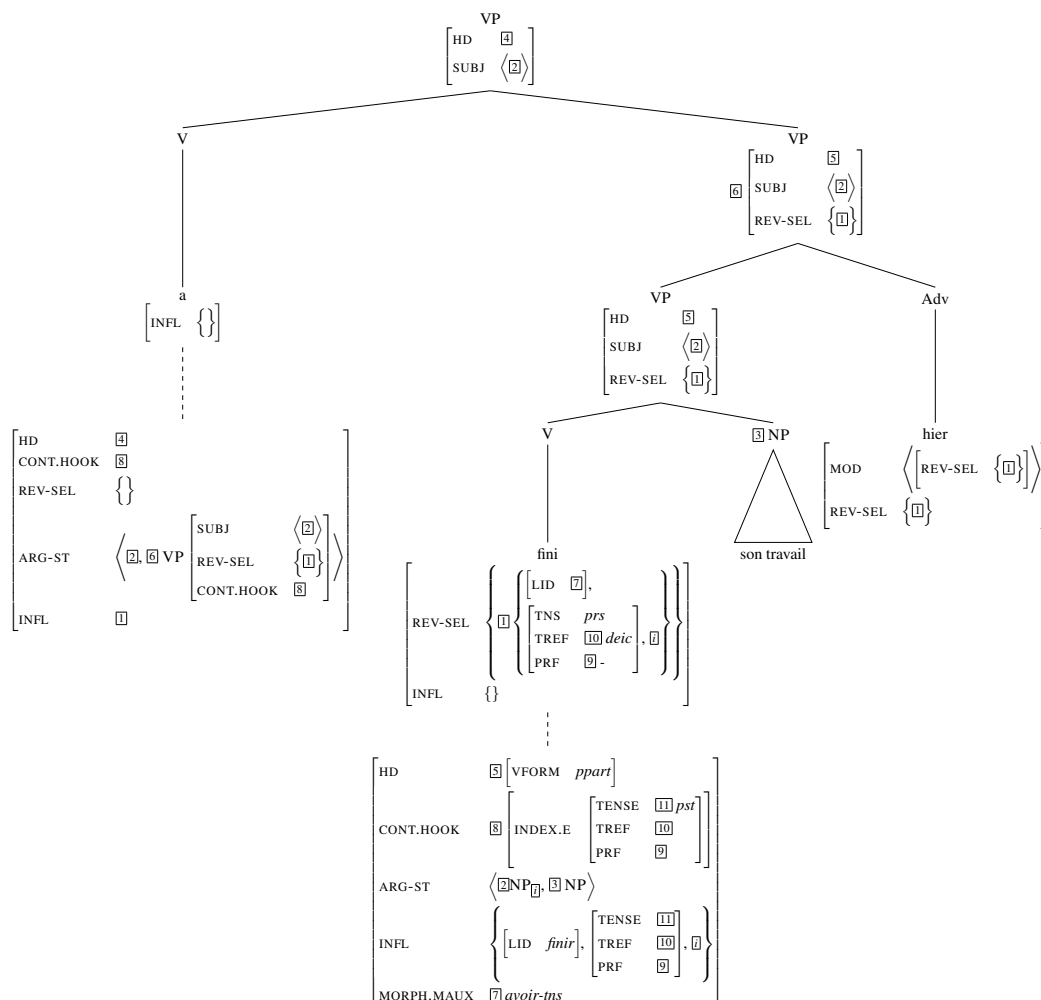 VP
HD 4
SUBJ ⟨2⟩
V VP
6 HD 5
SUBJ ⟨2⟩
REV-SEL {1}
a
INFL {}
VP Adv
HD 5
SUBJ ⟨2⟩
REV-SEL {1}
V 3 NP hier
HD 4
CONT.HOOK 8
REV-SEL {}
ARG-ST ⟨2, 6 VP [SUBJ ⟨2⟩
REV-SEL {1}
CONT.HOOK 8]⟩
INFL 1
MOD ⟨[REV-SEL {1}]⟩
REV-SEL {1}
fini son travail
REV-SEL {1{[LID 7],
[TNS prs
TREF 10 deic
PRF 9 -], i}}
INFL {}
HD 5 [VFORM ppart]
CONT.HOOK 8 [INDEX.E [TENSE 11 pst
TREF 10
PRF 9]]
ARG-ST ⟨2NPi, 3 NP⟩
INFL {[LID finir], [TENSE 11
TREF 10
PRF 9], i}
MORPH.MAUX 7 avoir-tns